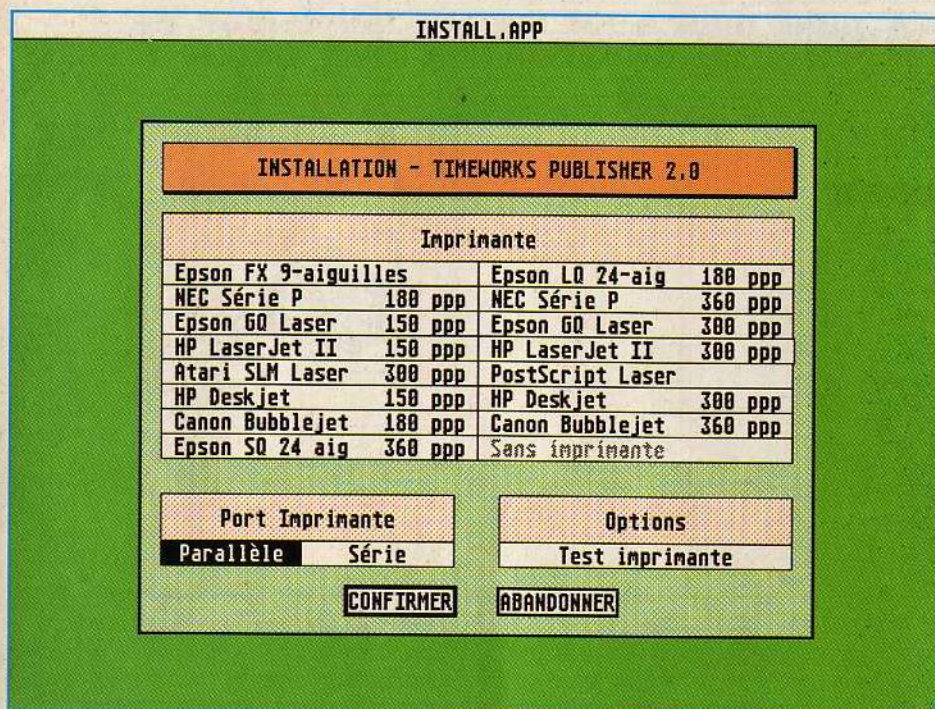 INSTALL.APP
INSTALLATION - TIMEWORKS PUBLISHER 2.0
Imprimante
Epson FX 9-aiguilles
Epson LQ 24-aig 180 ppp
NEC Série P 180 ppp
NEC Série P 360 ppp
Epson GQ Laser 150 ppp
Epson GQ Laser 300 ppp
HP LaserJet II 150 ppp
HP LaserJet II 300 ppp
Atari SLM Laser 300 ppp
PostScript Laser
HP Deskjet 150 ppp
HP Deskjet 300 ppp
Canon Bubblejet 180 ppp
Canon Bubblejet 360 ppp
Epson SQ 24 aig 360 ppp
Sans imprimante
Port Imprimante
Parallèle Série
Options
Test imprimante
CONFIRMER
ABANDONNER